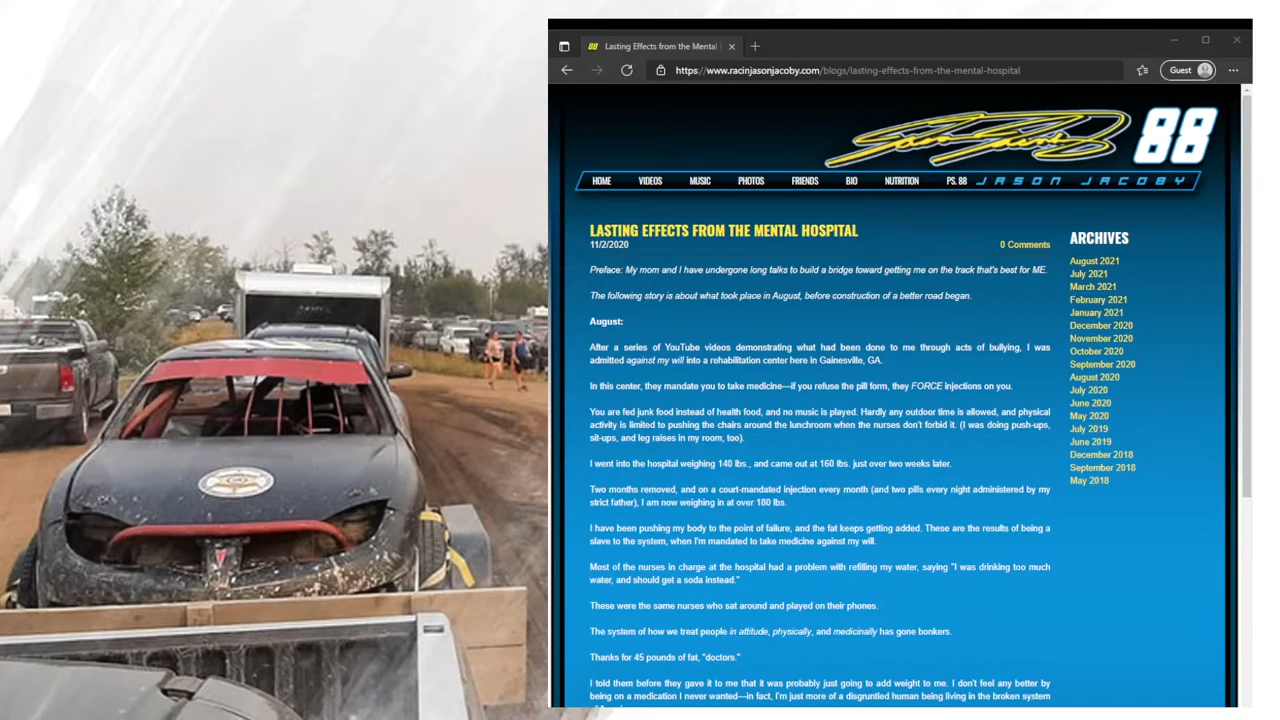 88 Lasting Effects from the Mental
https://www.racinjasonjacoby.com/blogs/lasting-effects-from-the-mental-hospital
Guest
88
HOME VIDEOS MUSIC PHOTOS FRIENDS BIO NUTRITION PS. 88 JASON JACOBY
LASTING EFFECTS FROM THE MENTAL HOSPITAL
11/2/2020
0 Comments
Preface: My mom and I have undergone long talks to build a bridge toward getting me on the track that's best for ME.
The following story is about what took place in August, before construction of a better road began.
August:
After a series of YouTube videos demonstrating what had been done to me through acts of bullying, I was
admitted against my will into a rehabilitation center here in Gainesville, GA.
In this center, they mandate you to take medicine—if you refuse the pill form, they FORCE injections on you.
You are fed junk food instead of health food, and no music is played. Hardly any outdoor time is allowed, and physical
activity is limited to pushing the chairs around the lunchroom when the nurses don't forbid it. (I was doing push-ups,
sit-ups, and leg raises in my room, too).
I went into the hospital weighing 140 lbs., and came out at 160 lbs. just over two weeks later.
Two months removed, and on a court-mandated injection every month (and two pills every night administered by my
strict father), I am now weighing in at over 180 lbs.
I have been pushing my body to the point of failure, and the fat keeps getting added. These are the results of being a
slave to the system, when I'm mandated to take medicine against my will.
Most of the nurses in charge at the hospital had a problem with refilling my water, saying "I was drinking too much
water, and should get a soda instead."
These were the same nurses who sat around and played on their phones.
The system of how we treat people in attitude, physically, and medicinally has gone bonkers.
Thanks for 45 pounds of fat, "doctors."
I told them before they gave it to me that it was probably just going to add weight to me. I don't feel any better by
being on a medication I never wanted—in fact, I'm just more of a disgruntled human being living in the broken system
ARCHIVES
August 2021
July 2021
March 2021
February 2021
January 2021
December 2020
November 2020
October 2020
September 2020
August 2020
July 2020
June 2020
May 2020
July 2019
June 2019
December 2018
September 2018
May 2018